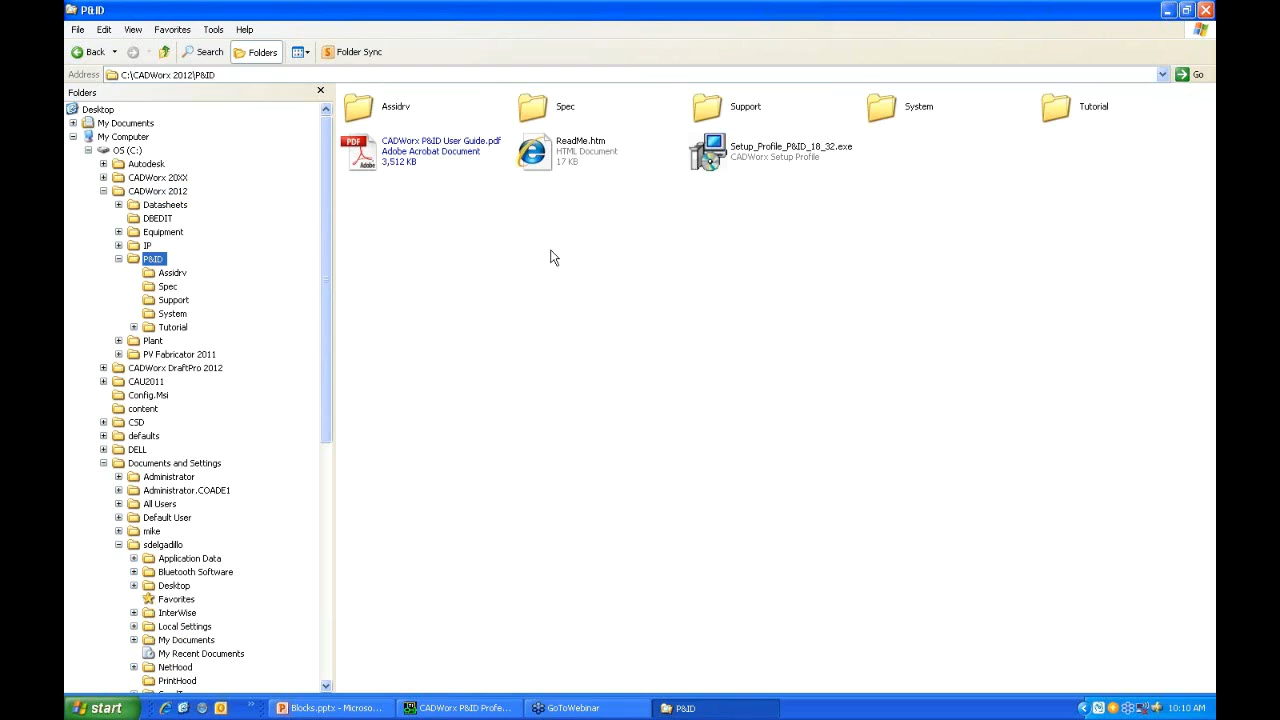 P&ID
File Edit View Favorites Tools Help
Back Search Folders Folder Sync
Address C:\CADWorx 2012\P&ID Go
Folders
Desktop
My Documents
My Computer
OS (C:)
Autodesk
CADWorx 20XX
CADWorx 2012
Datasheets
DBEDIT
Equipment
IP
P&ID
Assidrv
Spec
Support
System
Tutorial
Plant
PV Fabricator 2011
CADWorx DraftPro 2012
CAU2011
Config.Msi
content
CSD
defaults
DELL
Documents and Settings
Administrator
Administrator.COADE1
All Users
Default User
mike
sdelgadillo
Application Data
Bluetooth Software
Desktop
Favorites
InterWise
Local Settings
My Documents
My Recent Documents
NetHood
PrintHood
Assidrv Spec Support System Tutorial
PDF
Adobe
CADWorx P&ID User Guide.pdf
Adobe Acrobat Document
3,512 KB
ReadMe.htm
HTML Document
17 KB
Setup_Profile_P&ID_18_32.exe
CADWorx Setup Profile
start Blocks.pptx - Microso... CADWorx P&ID Profe... GoToWebinar P&ID 10:10 AM